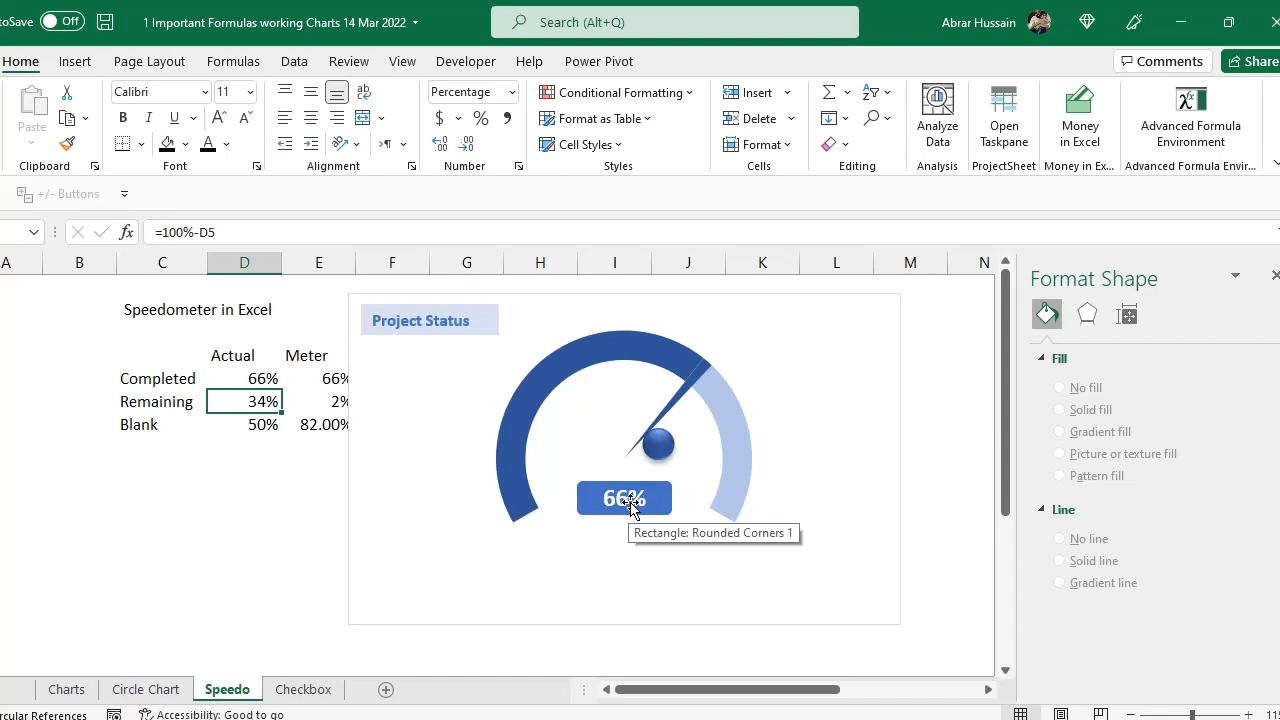 toSave Off 1 Important Formulas working Charts 14 Mar 2022 Search (Alt+Q) Abrar Hussain
Home Insert Page Layout Formulas Data Review View Developer Help Power Pivot Comments Share
Calibri 11 Percentage Conditional Formatting Insert
Format as Table Delete
Paste Analyze Data Open Taskpane Money in Excel Advanced Formula Environment
B I U A A $ % 9 Cell Styles Format
Clipboard Font Alignment Number Styles Cells Editing Analysis ProjectSheet Money in Ex... Advanced Formula Envir...
+/- Buttons
fx =100%-D5
A B C D E F G H I J K L M N
Format Shape
Speedometer in Excel
Project Status
Actual Meter
Completed 66% 66%
Remaining 34% 2%
Blank 50% 82.00%
66%
Rectangle: Rounded Corners 1
Fill
No fill
Solid fill
Gradient fill
Picture or texture fill
Pattern fill
Line
No line
Solid line
Gradient line
Charts Circle Chart Speedo Checkbox
rcular References Accessibility: Good to go